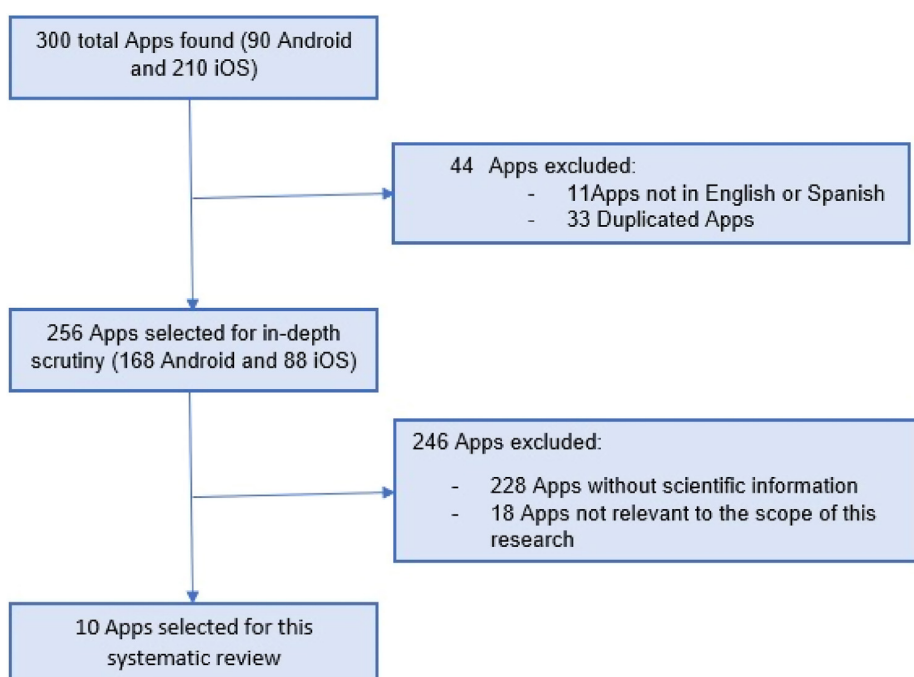 300 total Apps found (90 Android
and 210 iOS)
44 Apps excluded:
- 11Apps not in English or Spanish
- 33 Duplicated Apps
256 Apps selected for in-depth
scrutiny (168 Android and 88 iOS)
246 Apps excluded:
- 228 Apps without scientific information
- 18 Apps not relevant to the scope of this
research
10 Apps selected for this
systematic review